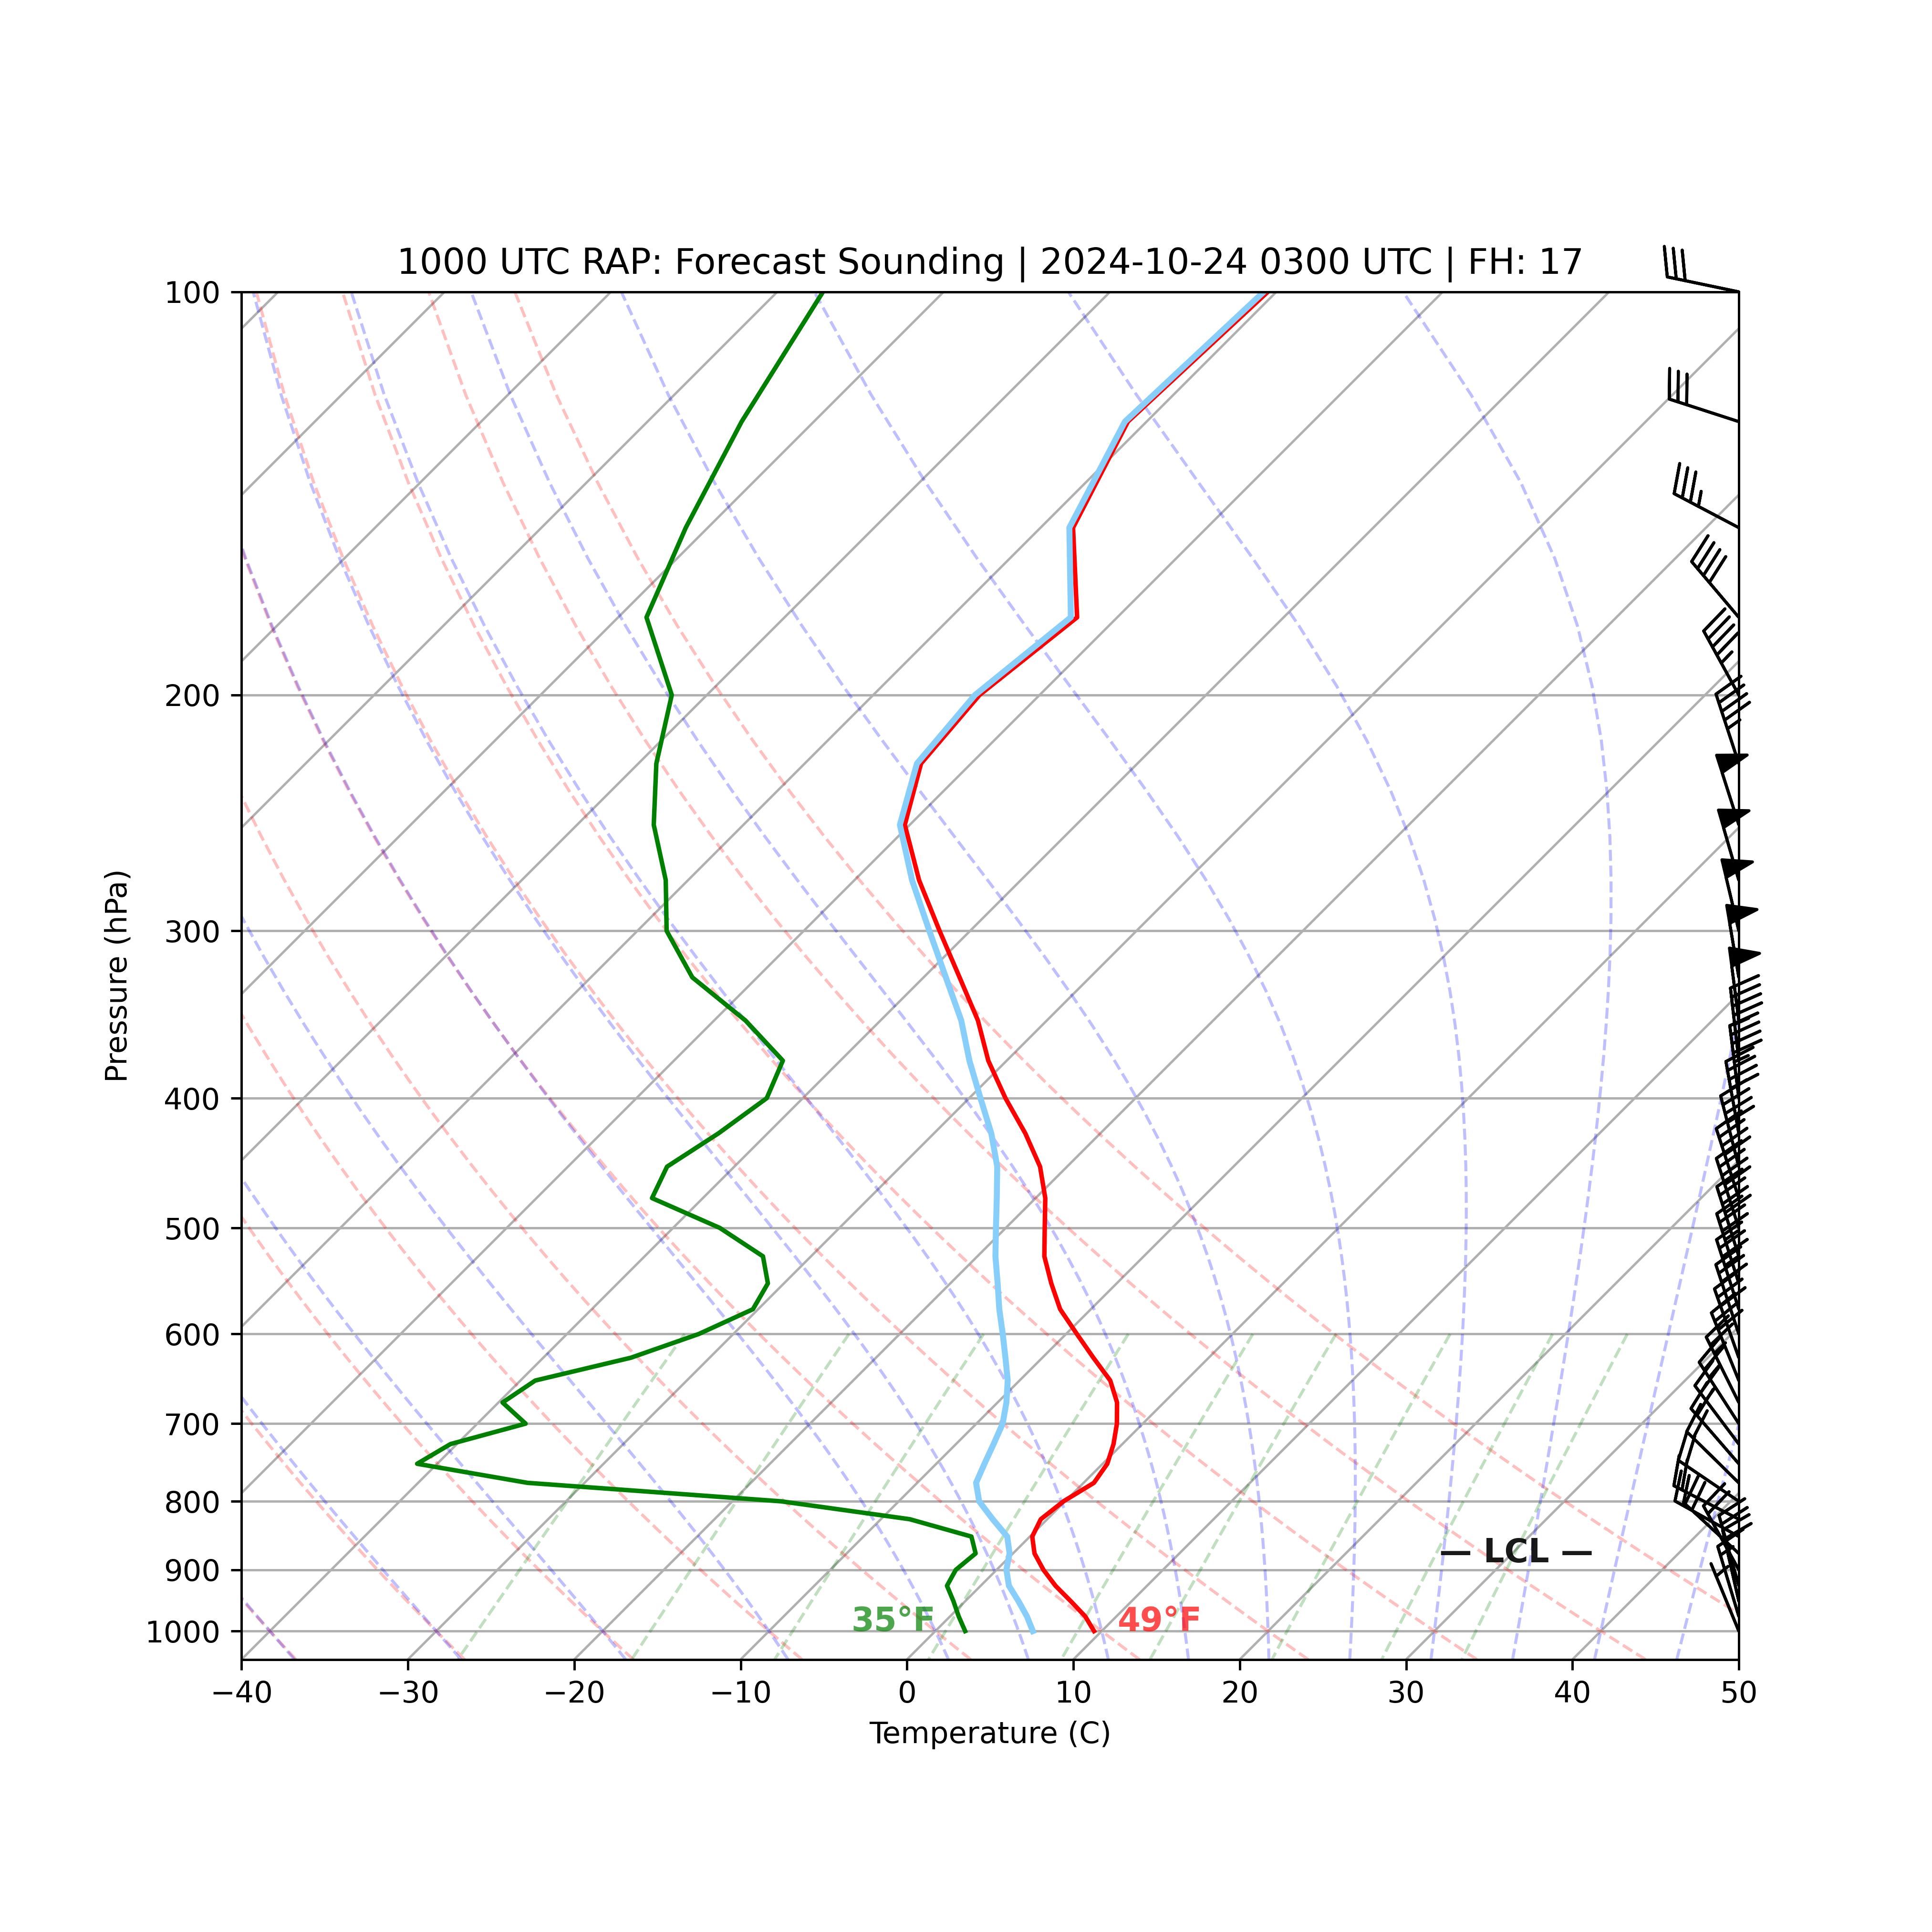 1000 UTC RAP: Forecast Sounding | 2024-10-24 0300 UTC | FH: 17
100
200
300
400
500
600
700
800
900
1000
Pressure (hPa)
— LCL —
35°F
49°F
−40 −30 −20 −10 0 10 20 30 40 50
Temperature (C)